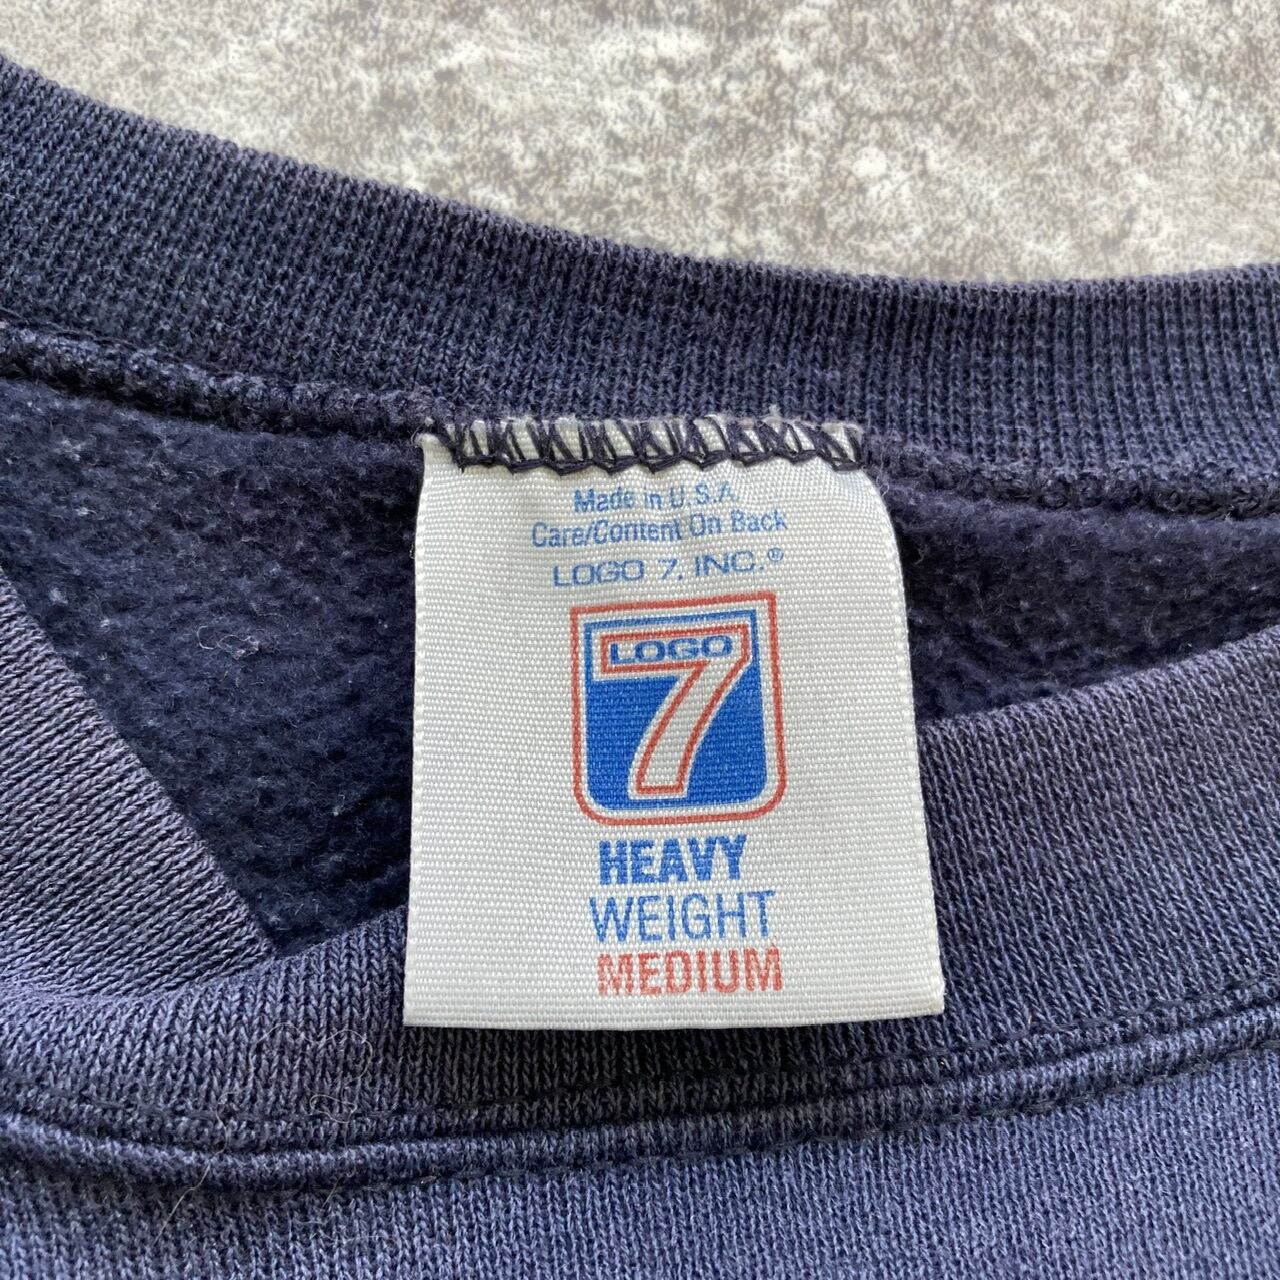 Made in U.S.A.
Care/Content On Back
LOGO 7, INC.®
LOGO
7
HEAVY
WEIGHT
MEDIUM